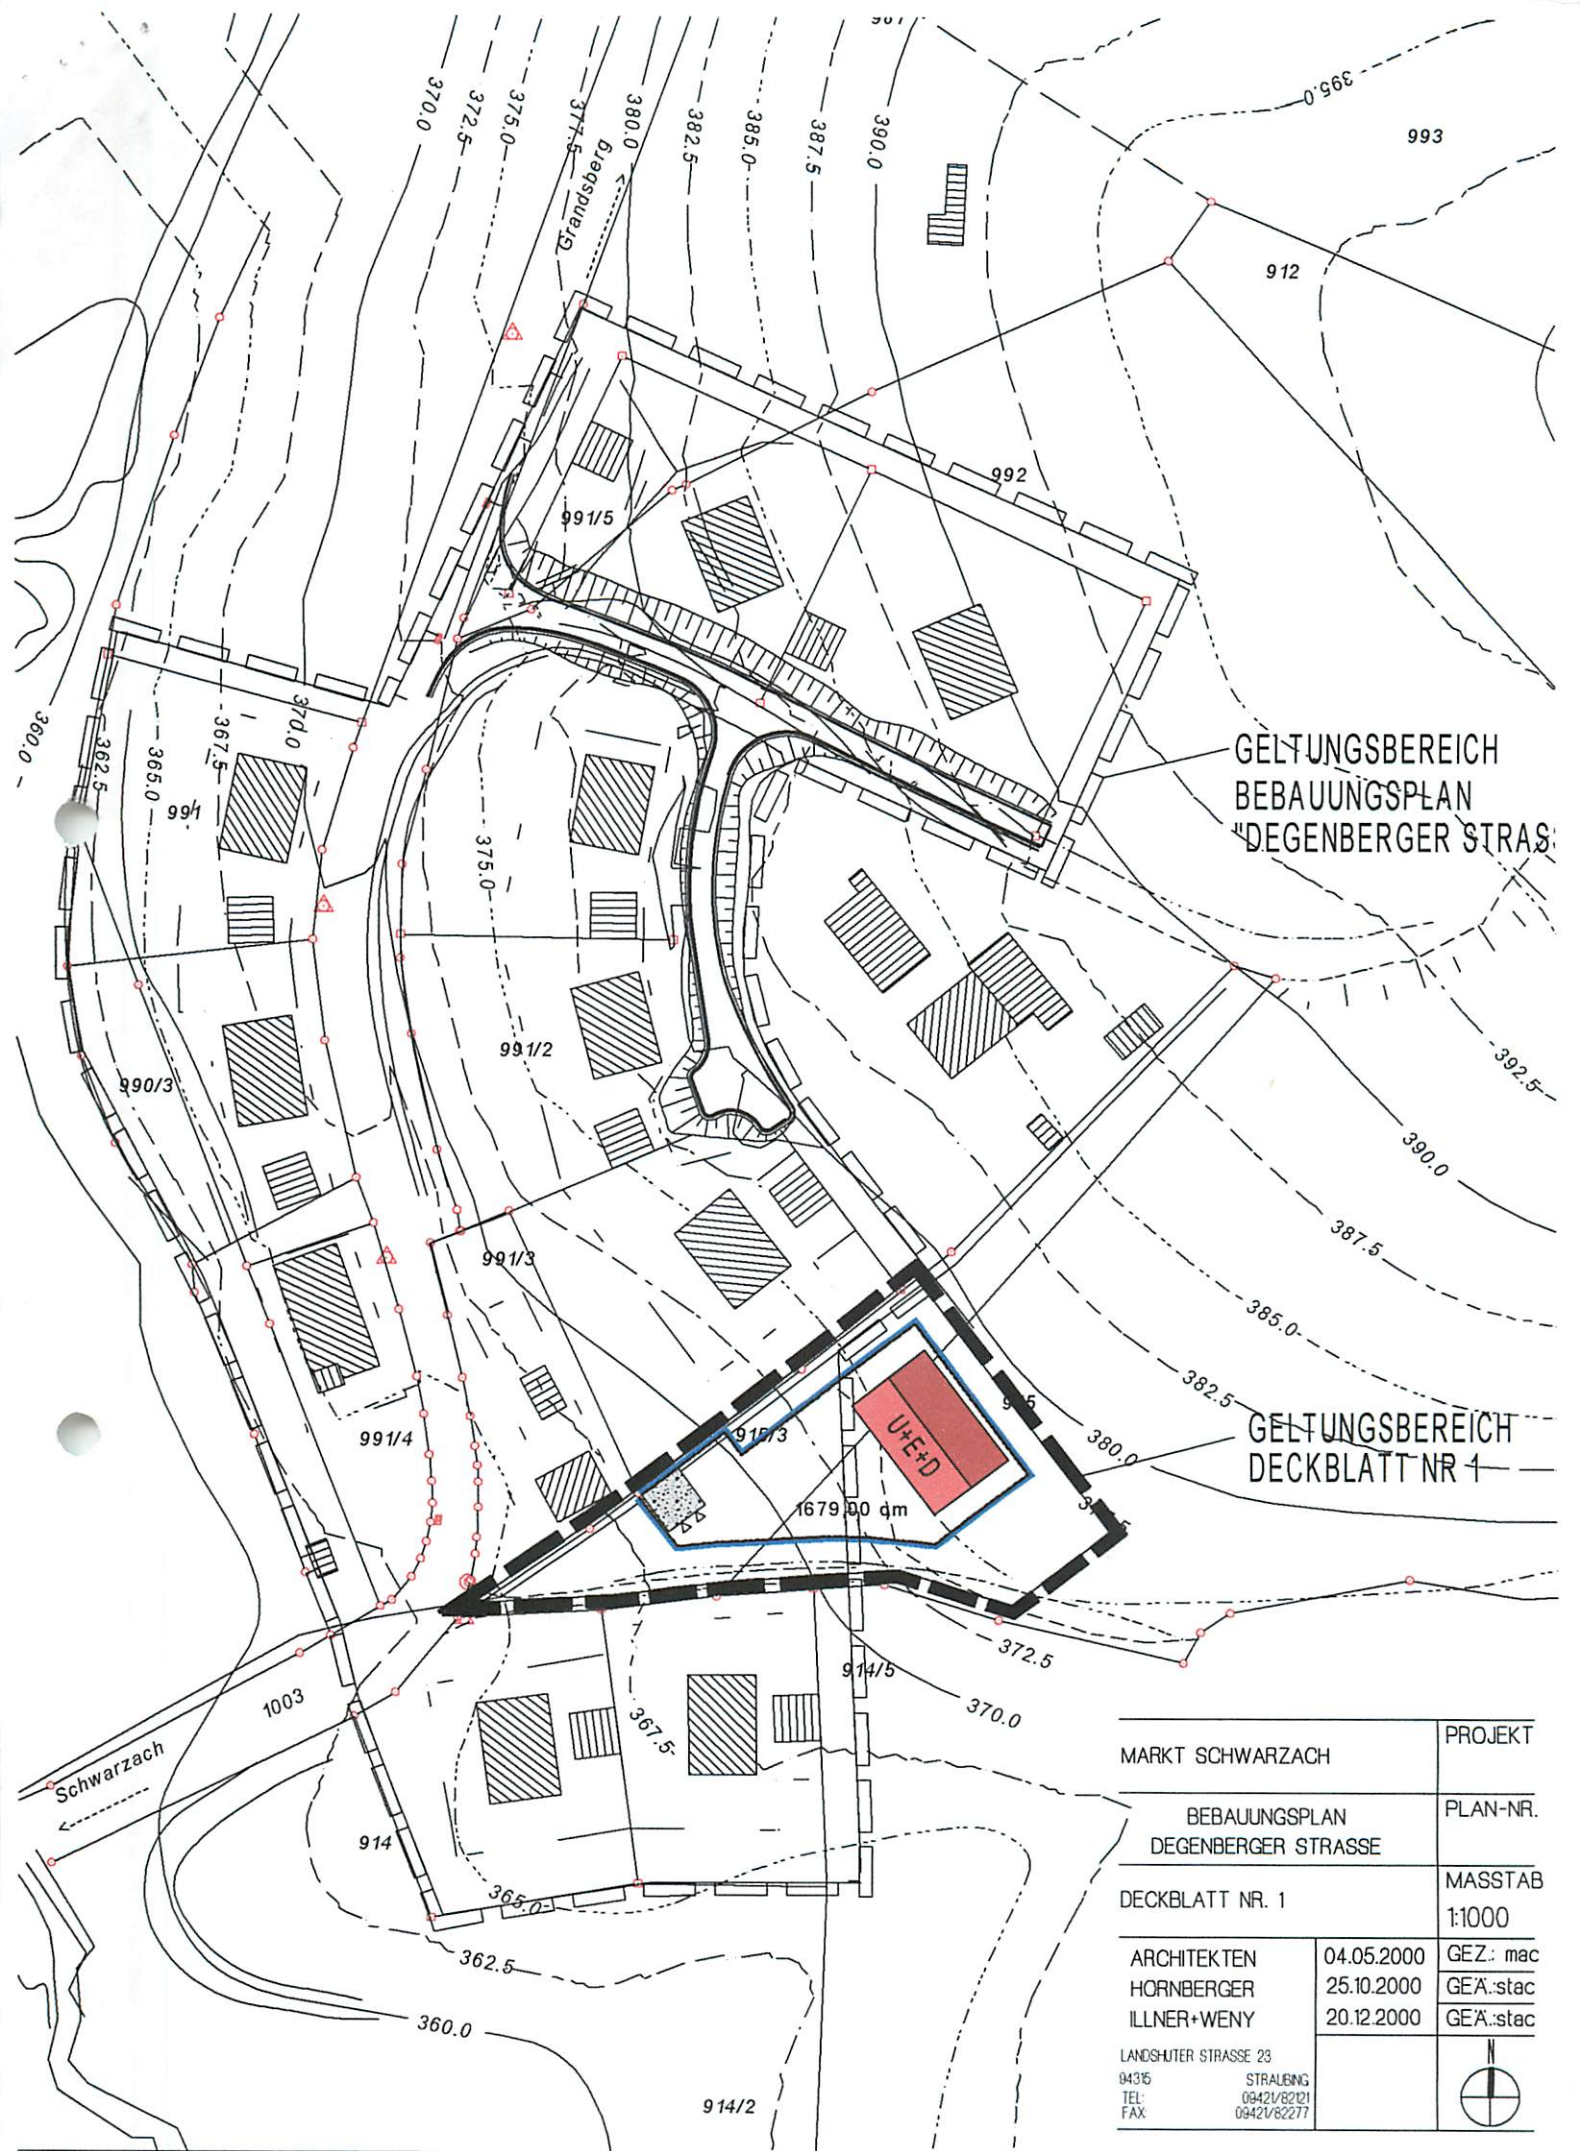 987
370.0
372.5
375.0
377.5
380.0
382.5
385.0
387.5
390.0
395.0
993
Grandsberg
912
992
991/5
360.0
362.5
365.0
367.5
370.0
991
375.0
GELTUNGSBEREICH
BEBAUUNGSPLAN
"DEGENBERGER STRAS
991/2
990/3
392.5
390.0
387.5
385.0
382.5
380.0
991/3
991/4
915/3
U+E+D
1679.00 qm
GELTUNGSBEREICH
DECKBLATT NR 1
372.5
914/5
370.0
367.5
1003
Schwarzach
914
365.0
362.5
360.0
914/2
MARKT SCHWARZACH
PROJEKT
BEBAUUNGSPLAN
DEGENBERGER STRASSE
PLAN-NR.
DECKBLATT NR. 1
MASSTAB
1:1000
ARCHITEKTEN 04.05.2000 GEZ.: mac
HORNBERGER 25.10.2000 GEÄ.:stac
ILLNER+WENY 20.12.2000 GEÄ.:stac
LANDSHUTER STRASSE 23
94315 STRAUBING
TEL: 09421/82121
FAX 09421/82277
N